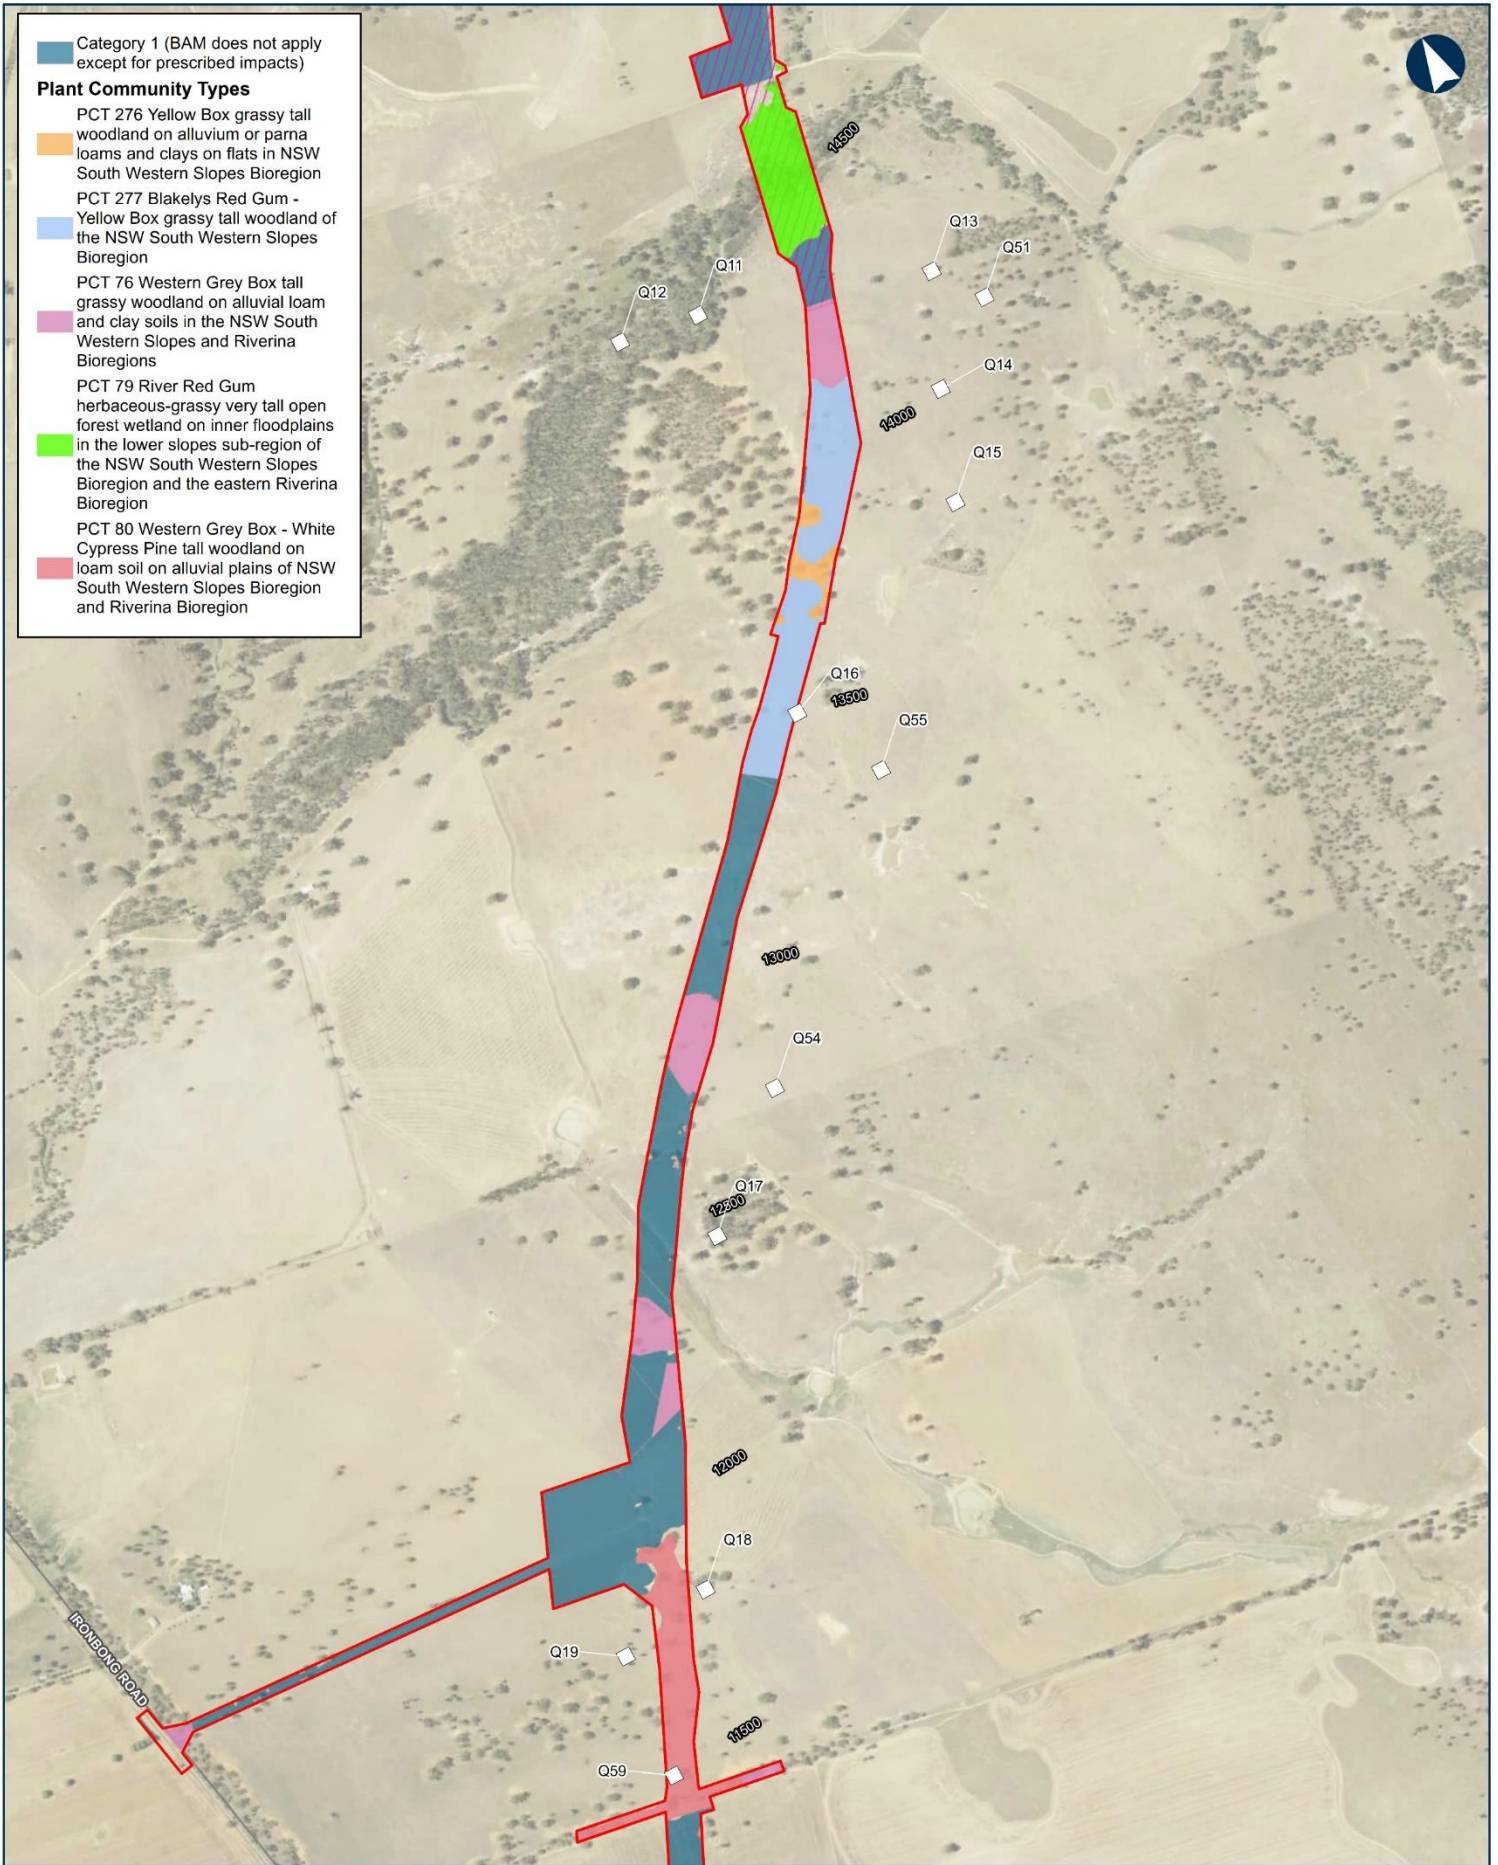 Category 1 (BAM does not apply
except for prescribed impacts)
Plant Community Types
PCT 276 Yellow Box grassy tall
woodland on alluvium or parna
loams and clays on flats in NSW
South Western Slopes Bioregion
PCT 277 Blakelys Red Gum -
Yellow Box grassy tall woodland of
the NSW South Western Slopes
Bioregion
PCT 76 Western Grey Box tall
grassy woodland on alluvial loam
and clay soils in the NSW South
Western Slopes and Riverina
Bioregions
PCT 79 River Red Gum
herbaceous-grassy very tall open
forest wetland on inner floodplains
in the lower slopes sub-region of
the NSW South Western Slopes
Bioregion and the eastern Riverina
Bioregion
PCT 80 Western Grey Box - White
Cypress Pine tall woodland on
loam soil on alluvial plains of NSW
South Western Slopes Bioregion
and Riverina Bioregion
14500
Q13
Q51
Q11
Q12
Q14
14000
Q15
Q16
13500
Q55
13000
Q54
Q17
12500
12000
Q18
Q19
IRONBONG ROAD
11500
Q59